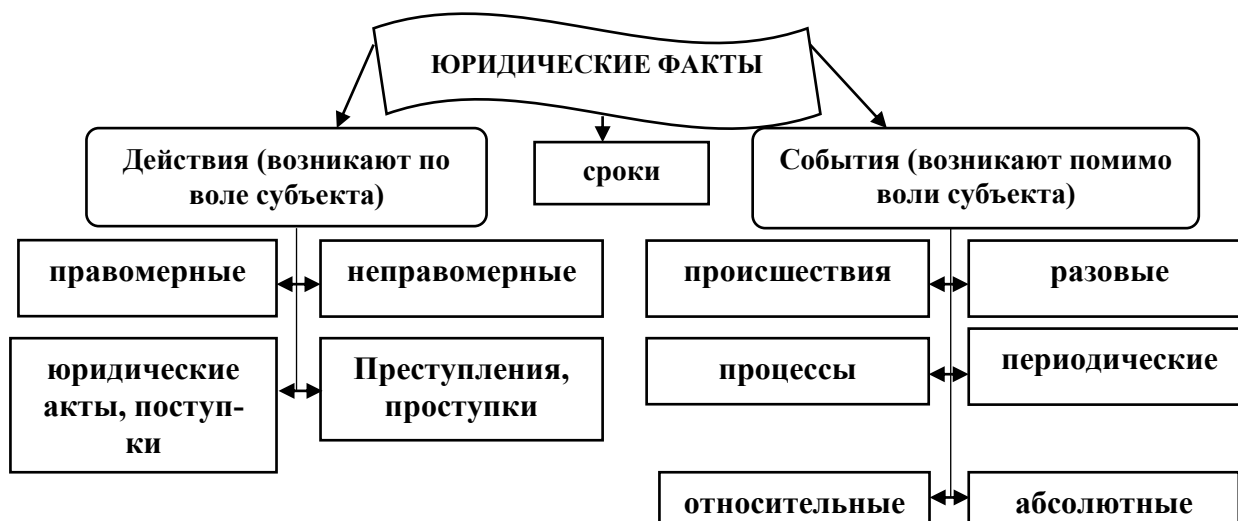 ЮРИДИЧЕСКИЕ ФАКТЫ
Действия (возникают по
воле субъекта)
сроки
События (возникают помимо
воли субъекта)
правомерные
неправомерные
происшествия
разовые
юридические
акты, поступ-
ки
Преступления,
проступки
процессы
периодические
относительные
абсолютные